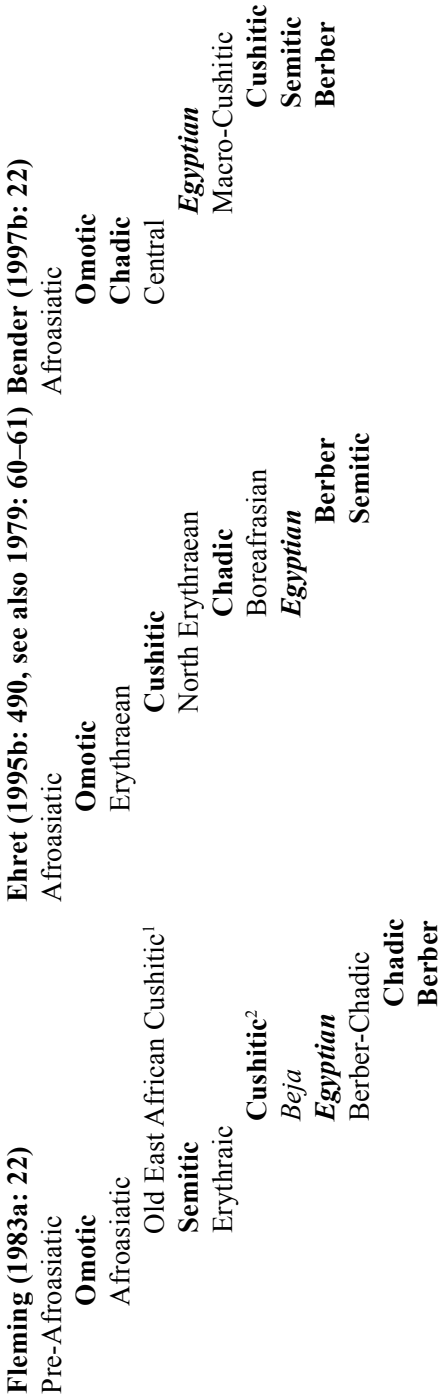 Fleming (1983a: 22)
Pre-Afroasiatic
Omotic
Afroasiatic
Old East African Cushitic¹
Semitic
Erythraic
Cushitic²
Beja
Egyptian
Berber-Chadic
Chadic
Berber
Ehret (1995b: 490, see also 1979: 60–61)
Afroasiatic
Omotic
Erythraean
Cushitic
North Erythraean
Chadic
Boreafrasian
Egyptian
Berber
Semitic
Bender (1997b: 22)
Afroasiatic
Omotic
Chadic
Central
Egyptian
Macro-Cushitic
Cushitic
Semitic
Berber